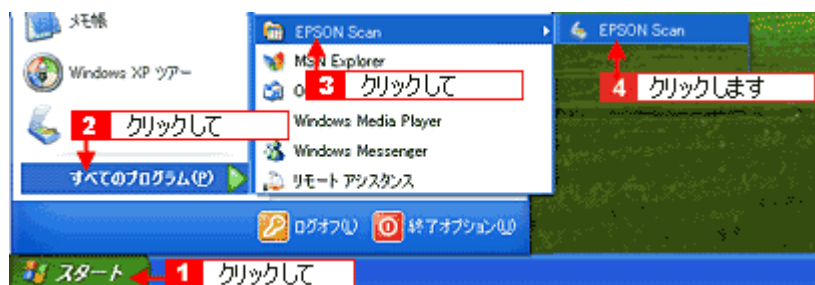 メモ帳
EPSON Scan
EPSON Scan
Windows XP ツアー
MSN Explorer
3 クリックして
4 クリックします
O
2 クリックして
Windows Media Player
Windows Messenger
すべてのプログラム(P)
リモート アシスタンス
ログオフ(L)
終了オプション(U)
スタート
1 クリックして